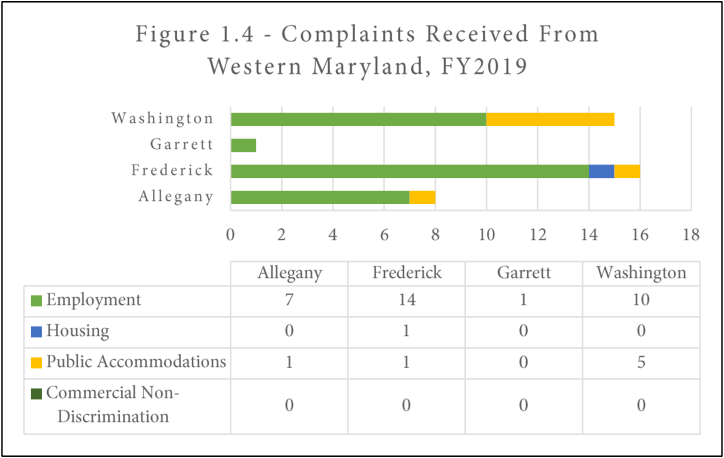 Figure 1.4 - Complaints Received From
Western Maryland, FY2019
Washington
Garrett
Frederick
Allegany
0 2 4 6 8 10 12 14 16 18
Allegany Frederick Garrett Washington
Employment 7 14 1 10
Housing 0 1 0 0
Public Accommodations 1 1 0 5
Commercial Non-
Discrimination 0 0 0 0